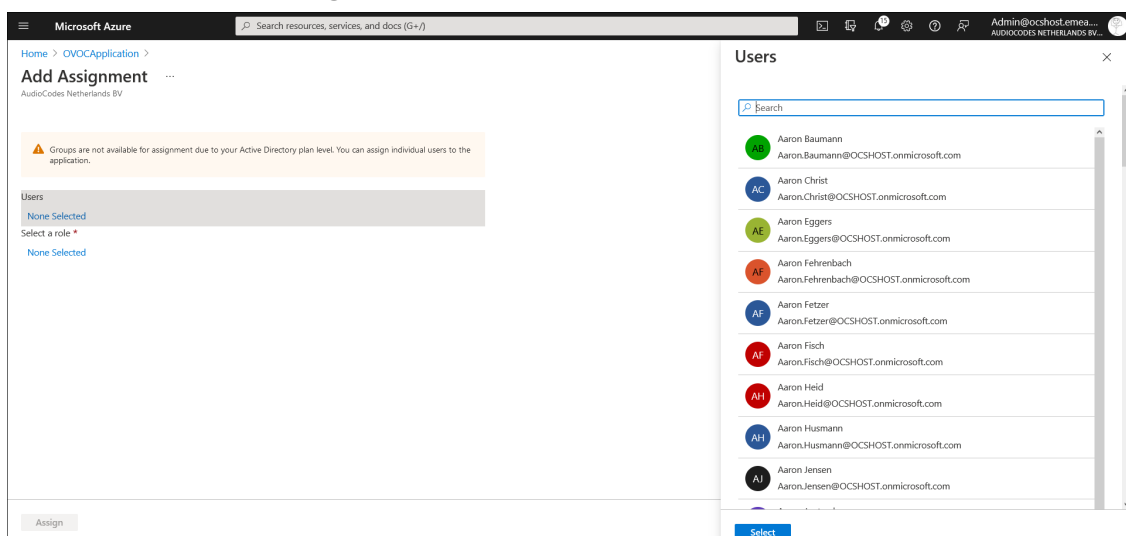 Microsoft Azure
Search resources, services, and docs (G+/)
15
Admin@ocshost.emea....
AUDIOCODES NETHERLANDS BV...
Home > OVOCApplication >
Add Assignment ...
AudioCodes Netherlands BV
Groups are not available for assignment due to your Active Directory plan level. You can assign individual users to the
application.
Users
None Selected
Select a role *
None Selected
Assign
Users
Search
AB
Aaron Baumann
Aaron.Baumann@OCSHOST.onmicrosoft.com
AC
Aaron Christ
Aaron.Christ@OCSHOST.onmicrosoft.com
AE
Aaron Eggers
Aaron.Eggers@OCSHOST.onmicrosoft.com
AF
Aaron Fehrenbach
Aaron.Fehrenbach@OCSHOST.onmicrosoft.com
AF
Aaron Fetzer
Aaron.Fetzer@OCSHOST.onmicrosoft.com
AF
Aaron Fisch
Aaron.Fisch@OCSHOST.onmicrosoft.com
AH
Aaron Heid
Aaron.Heid@OCSHOST.onmicrosoft.com
AH
Aaron Husmann
Aaron.Husmann@OCSHOST.onmicrosoft.com
AJ
Aaron Jensen
Aaron.Jensen@OCSHOST.onmicrosoft.com
Select